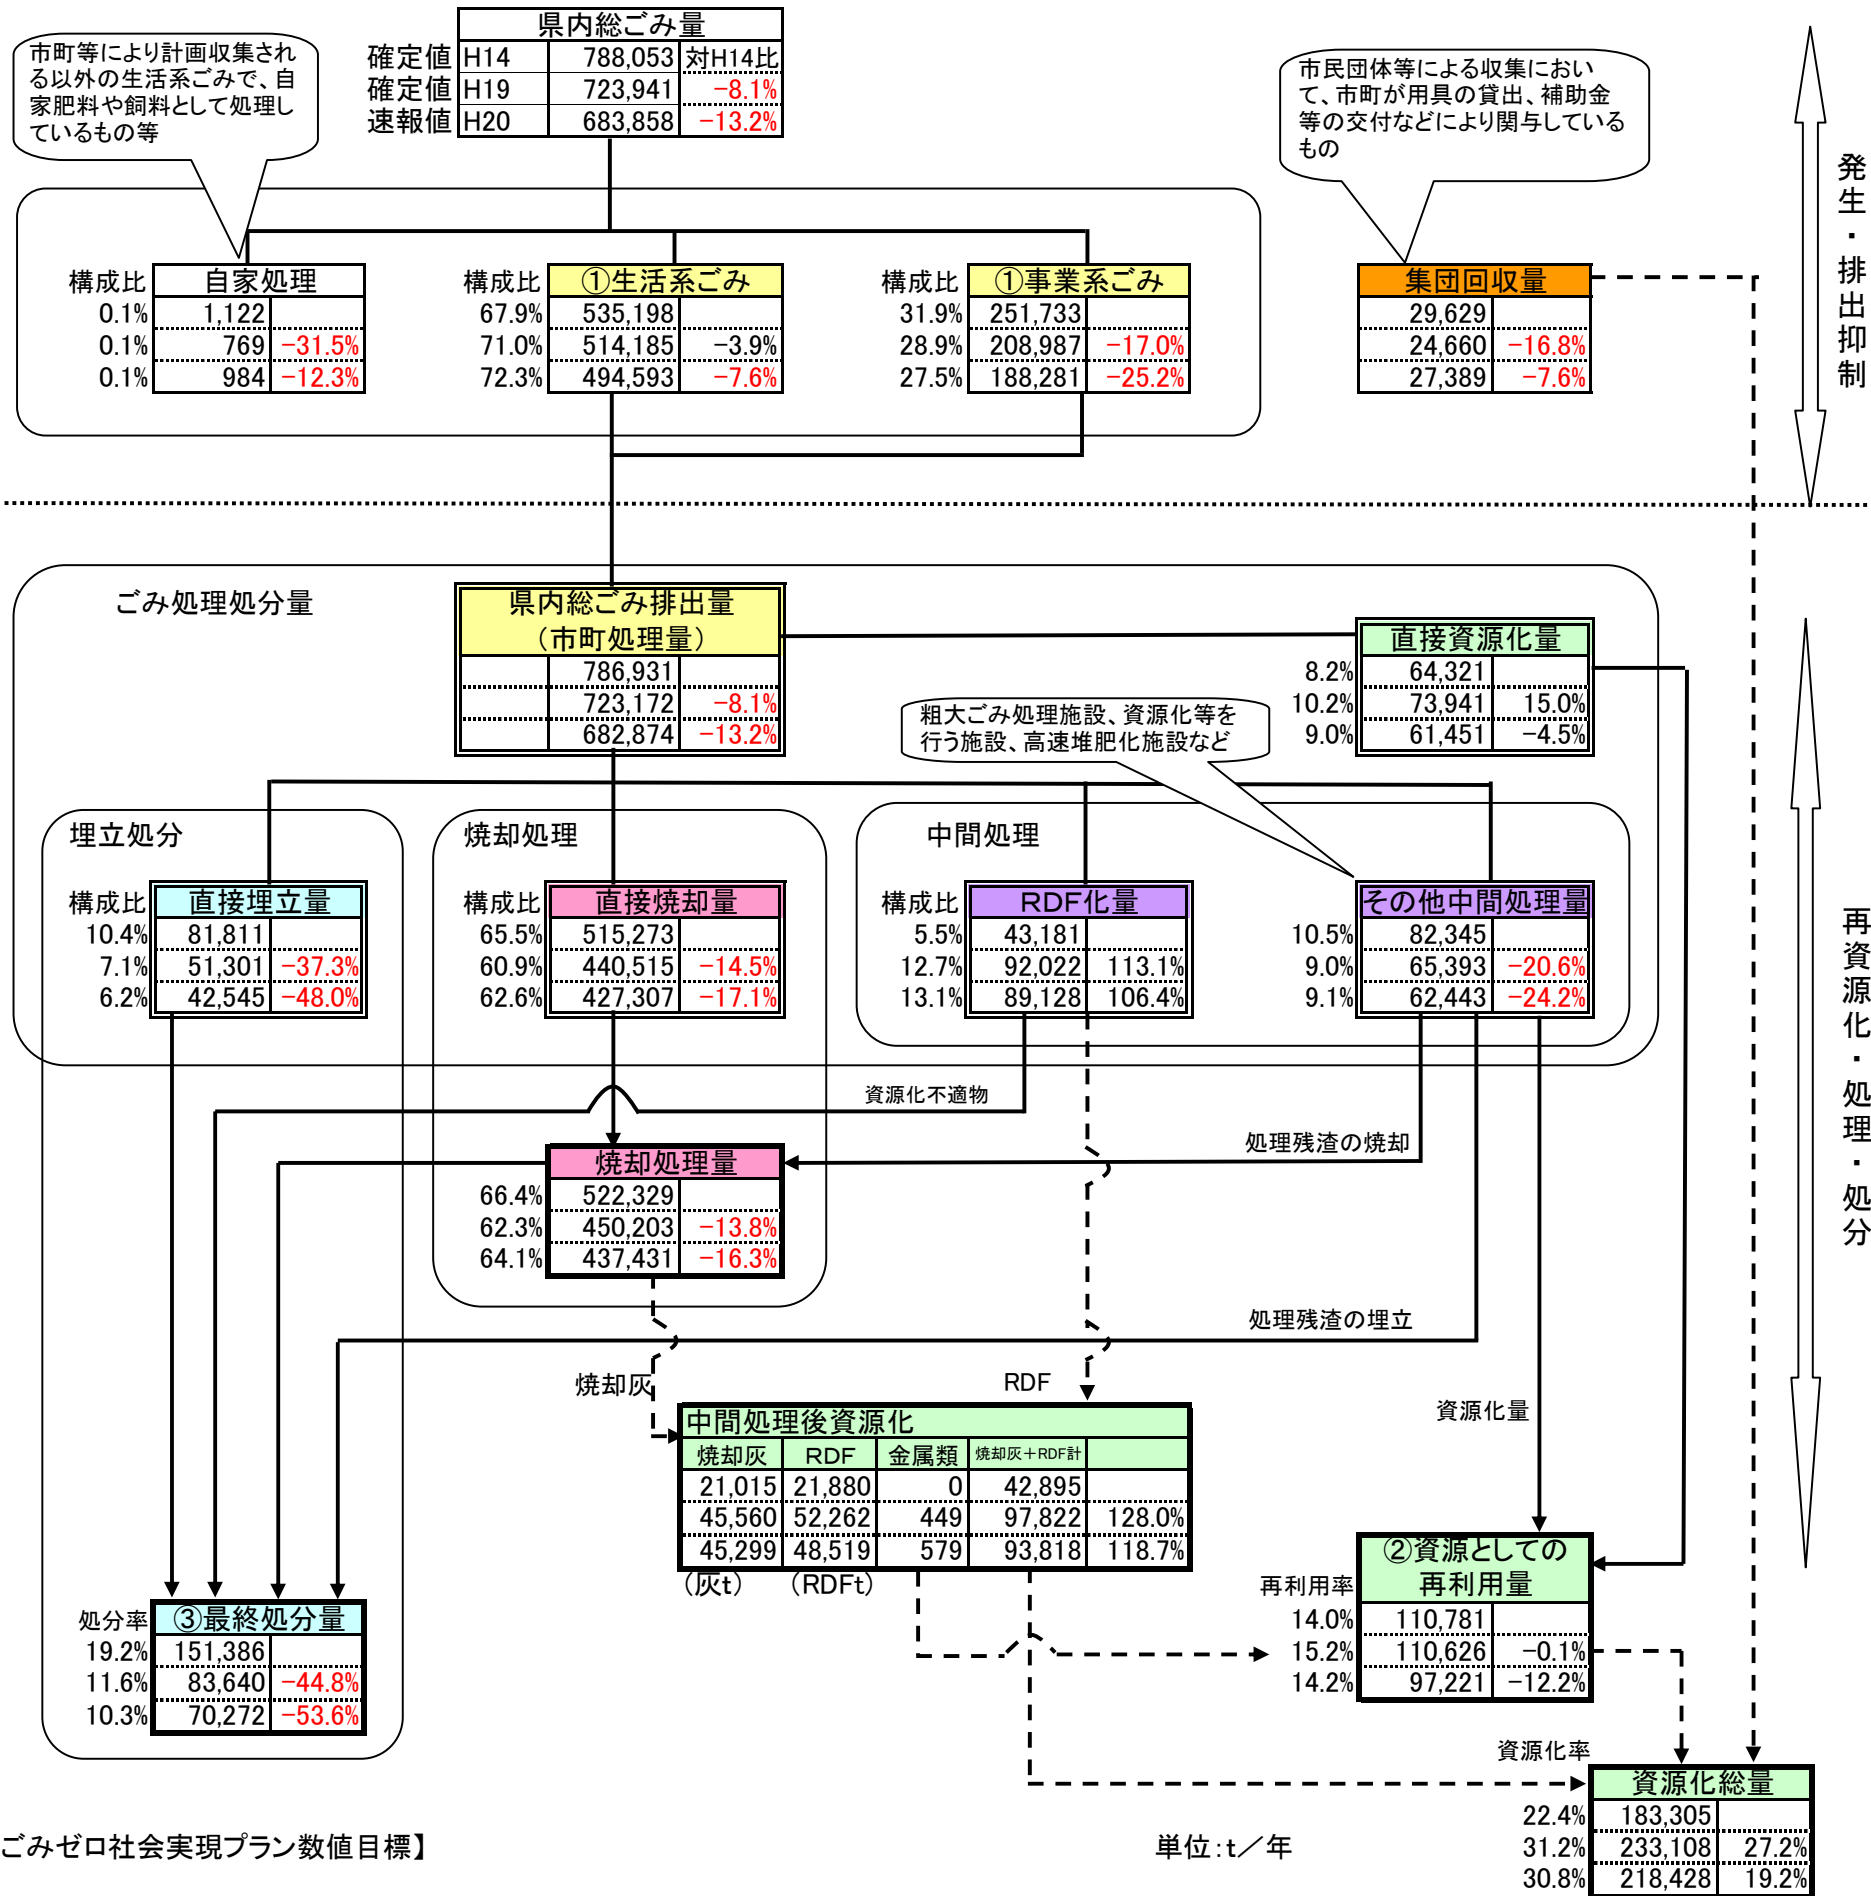 県内総ごみ量
確定値 H14 788,053 対H14比
確定値 H19 723,941 −8.1%
速報値 H20 683,858 −13.2%
市町等により計画収集され
る以外の生活系ごみで、自
家肥料や飼料として処理し
ているもの等
市民団体等による収集におい
て、市町が用具の貸出、補助金
等の交付などにより関与している
もの
発生・排出抑制
構成比 自家処理
0.1% 1,122
0.1% 769 −31.5%
0.1% 984 −12.3%
構成比 ①生活系ごみ
67.9% 535,198
71.0% 514,185 −3.9%
72.3% 494,593 −7.6%
構成比 ①事業系ごみ
31.9% 251,733
28.9% 208,987 −17.0%
27.5% 188,281 −25.2%
集団回収量
29,629
24,660 −16.8%
27,389 −7.6%
ごみ処理処分量
県内総ごみ排出量
（市町処理量）
786,931
723,172 −8.1%
682,874 −13.2%
直接資源化量
8.2% 64,321
10.2% 73,941 15.0%
9.0% 61,451 −4.5%
粗大ごみ処理施設、資源化等を
行う施設、高速堆肥化施設など
再資源化・処理・処分
埋立処分
構成比 直接埋立量
10.4% 81,811
7.1% 51,301 −37.3%
6.2% 42,545 −48.0%
焼却処理
構成比 直接焼却量
65.5% 515,273
60.9% 440,515 −14.5%
62.6% 427,307 −17.1%
中間処理
構成比 RDF化量
5.5% 43,181
12.7% 92,022 113.1%
13.1% 89,128 106.4%
その他中間処理量
10.5% 82,345
9.0% 65,393 −20.6%
9.1% 62,443 −24.2%
資源化不適物
処理残渣の焼却
焼却処理量
66.4% 522,329
62.3% 450,203 −13.8%
64.1% 437,431 −16.3%
処理残渣の埋立
焼却灰
RDF
資源化量
中間処理後資源化
焼却灰 RDF 金属類 焼却灰＋RDF計
21,015 21,880 0 42,895
45,560 52,262 449 97,822 128.0%
45,299 48,519 579 93,818 118.7%
（灰t） （RDFt）
②資源としての
再利用量
再利用率
14.0% 110,781
15.2% 110,626 −0.1%
14.2% 97,221 −12.2%
処分率 ③最終処分量
19.2% 151,386
11.6% 83,640 −44.8%
10.3% 70,272 −53.6%
資源化率
資源化総量
22.4% 183,305
31.2% 233,108 27.2%
30.8% 218,428 19.2%
ごみゼロ社会実現プラン数値目標】
単位：t／年